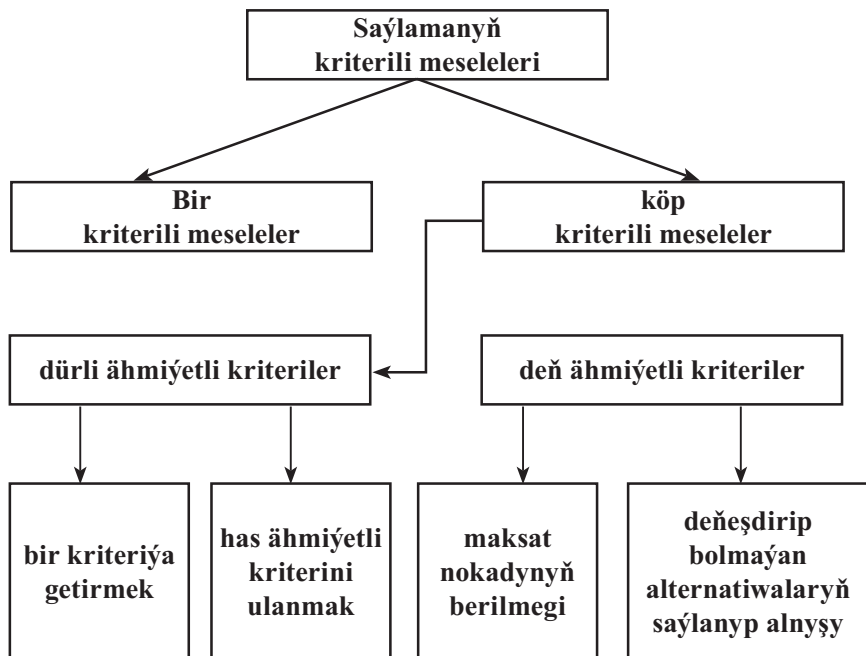 Saýlamanyň
kriterili meseleleri
Bir
kriterili meseleler
köp
kriterili meseleler
dürli ähmiýetli kriteriler
deň ähmiýetli kriteriler
bir kriteriýa
getirmek
has ähmiýetli
kriterini
ulanmak
maksat
nokadynyň
berilmegi
deňeşdirip
bolmaýan
alternatiwalaryň
saýlanyp alnyşy